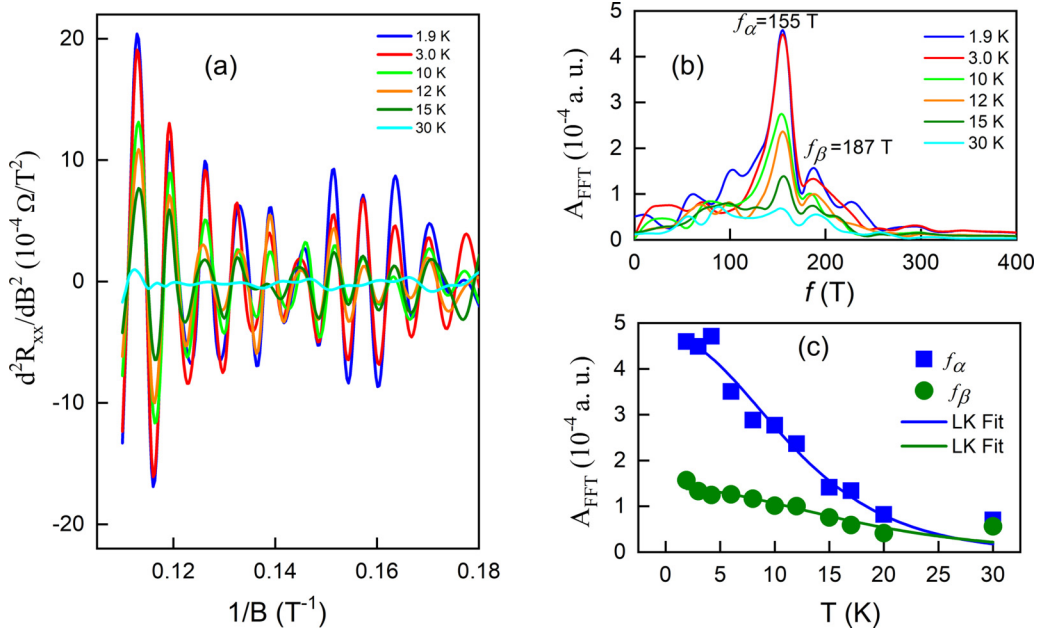 (a)
1.9 K
3.0 K
10 K
12 K
15 K
30 K
20
10
0
-10
-20
d²Rₓₓ/dB² (10⁻⁴ Ω/T²)
0.12
0.14
0.16
0.18
1/B (T⁻¹)
(b)
fα=155 T
fβ=187 T
1.9 K
3.0 K
10 K
12 K
15 K
30 K
5
4
3
2
1
0
A_FFT (10⁻⁴ a. u.)
0
100
200
300
400
f (T)
(c)
fα
fβ
LK Fit
LK Fit
5
4
3
2
1
0
A_FFT (10⁻⁴ a. u.)
0
5
10
15
20
25
30
T (K)